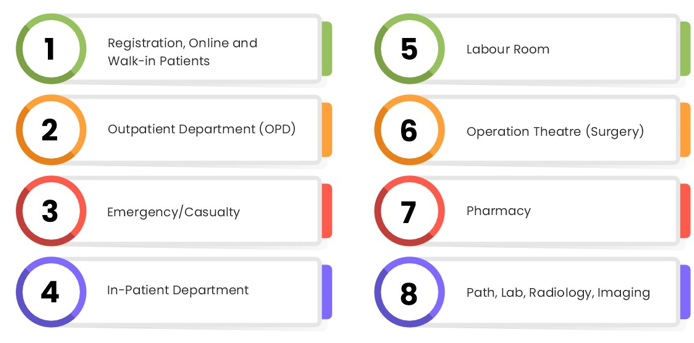 1
Registration, Online and
Walk-in Patients
2
Outpatient Department (OPD)
3
Emergency/Casualty
4
In-Patient Department
5
Labour Room
6
Operation Theatre (Surgery)
7
Pharmacy
8
Path, Lab, Radiology, Imaging